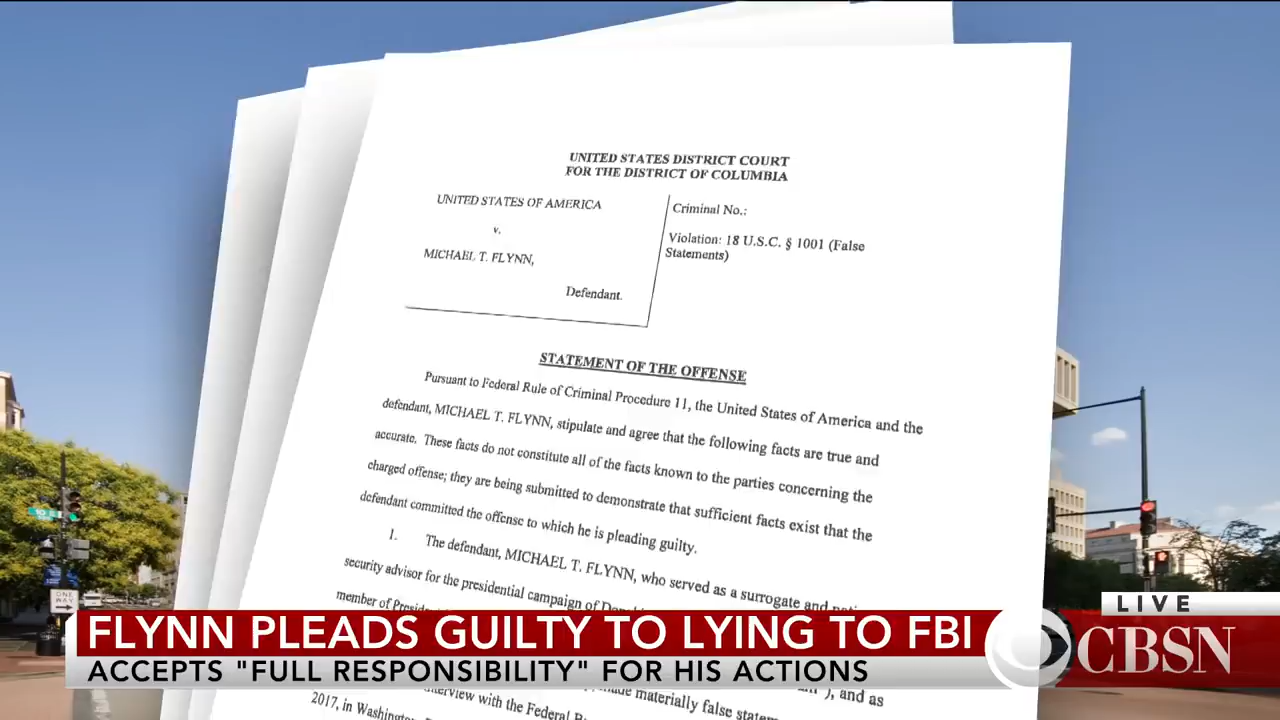 UNITED STATES DISTRICT COURT
FOR THE DISTRICT OF COLUMBIA
UNITED STATES OF AMERICA
v.
MICHAEL T. FLYNN,
Defendant.
Criminal No.:
Violation: 18 U.S.C. § 1001 (False
Statements)
STATEMENT OF THE OFFENSE
Pursuant to Federal Rule of Criminal Procedure 11, the United States of America and the
defendant, MICHAEL T. FLYNN, stipulate and agree that the following facts are true and
accurate. These facts do not constitute all of the facts known to the parties concerning the
charged offense; they are being submitted to demonstrate that sufficient facts exist that the
defendant committed the offense to which he is pleading guilty.
1. The defendant, MICHAEL T. FLYNN, who served as a surrogate and
security advisor for the presidential campaign of
member of
, and as
interview with the Federal
materially false
2017, in
ONE WAY
FLYNN PLEADS GUILTY TO LYING TO FBI
ACCEPTS "FULL RESPONSIBILITY" FOR HIS ACTIONS
LIVE
CBSN